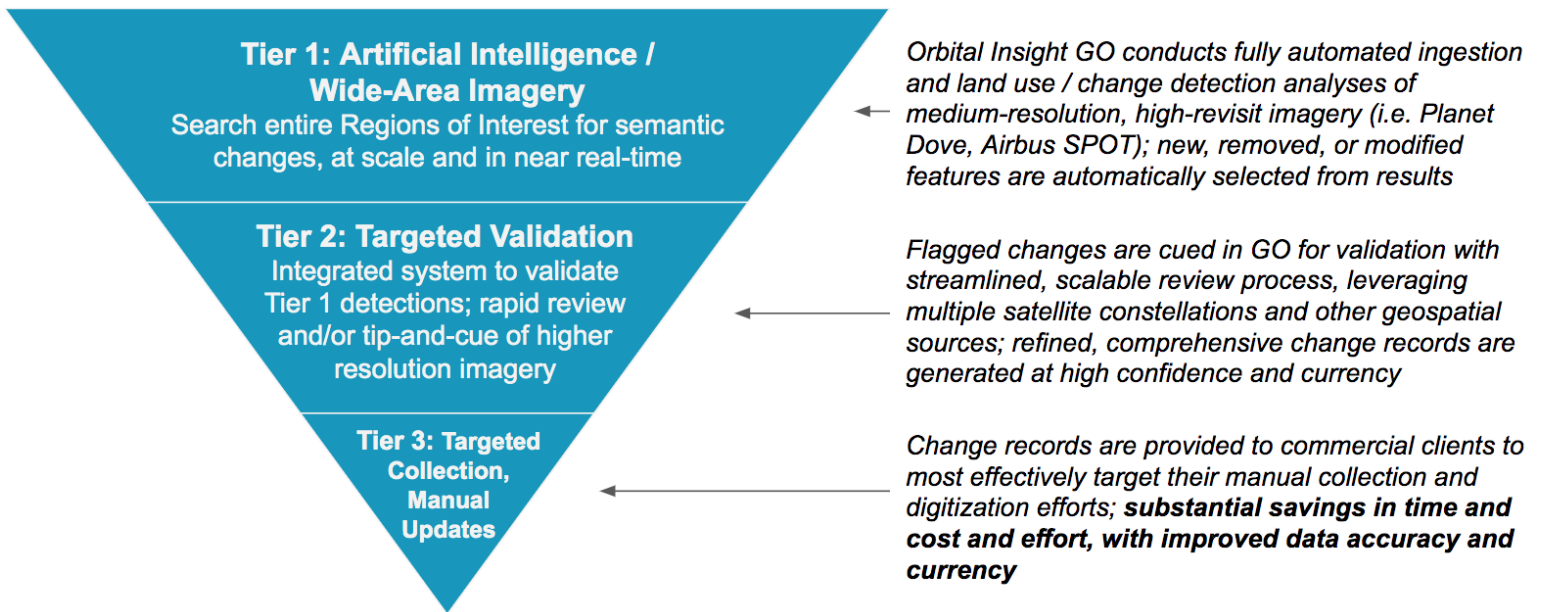 Tier 1: Artificial Intelligence /
Wide-Area Imagery
Search entire Regions of Interest for semantic
changes, at scale and in near real-time
Orbital Insight GO conducts fully automated ingestion
and land use / change detection analyses of
medium-resolution, high-revisit imagery (i.e. Planet
Dove, Airbus SPOT); new, removed, or modified
features are automatically selected from results
Tier 2: Targeted Validation
Integrated system to validate
Tier 1 detections; rapid review
and/or tip-and-cue of higher
resolution imagery
Flagged changes are cued in GO for validation with
streamlined, scalable review process, leveraging
multiple satellite constellations and other geospatial
sources; refined, comprehensive change records are
generated at high confidence and currency
Tier 3: Targeted
Collection,
Manual
Updates
Change records are provided to commercial clients to
most effectively target their manual collection and
digitization efforts; substantial savings in time and
cost and effort, with improved data accuracy and
currency